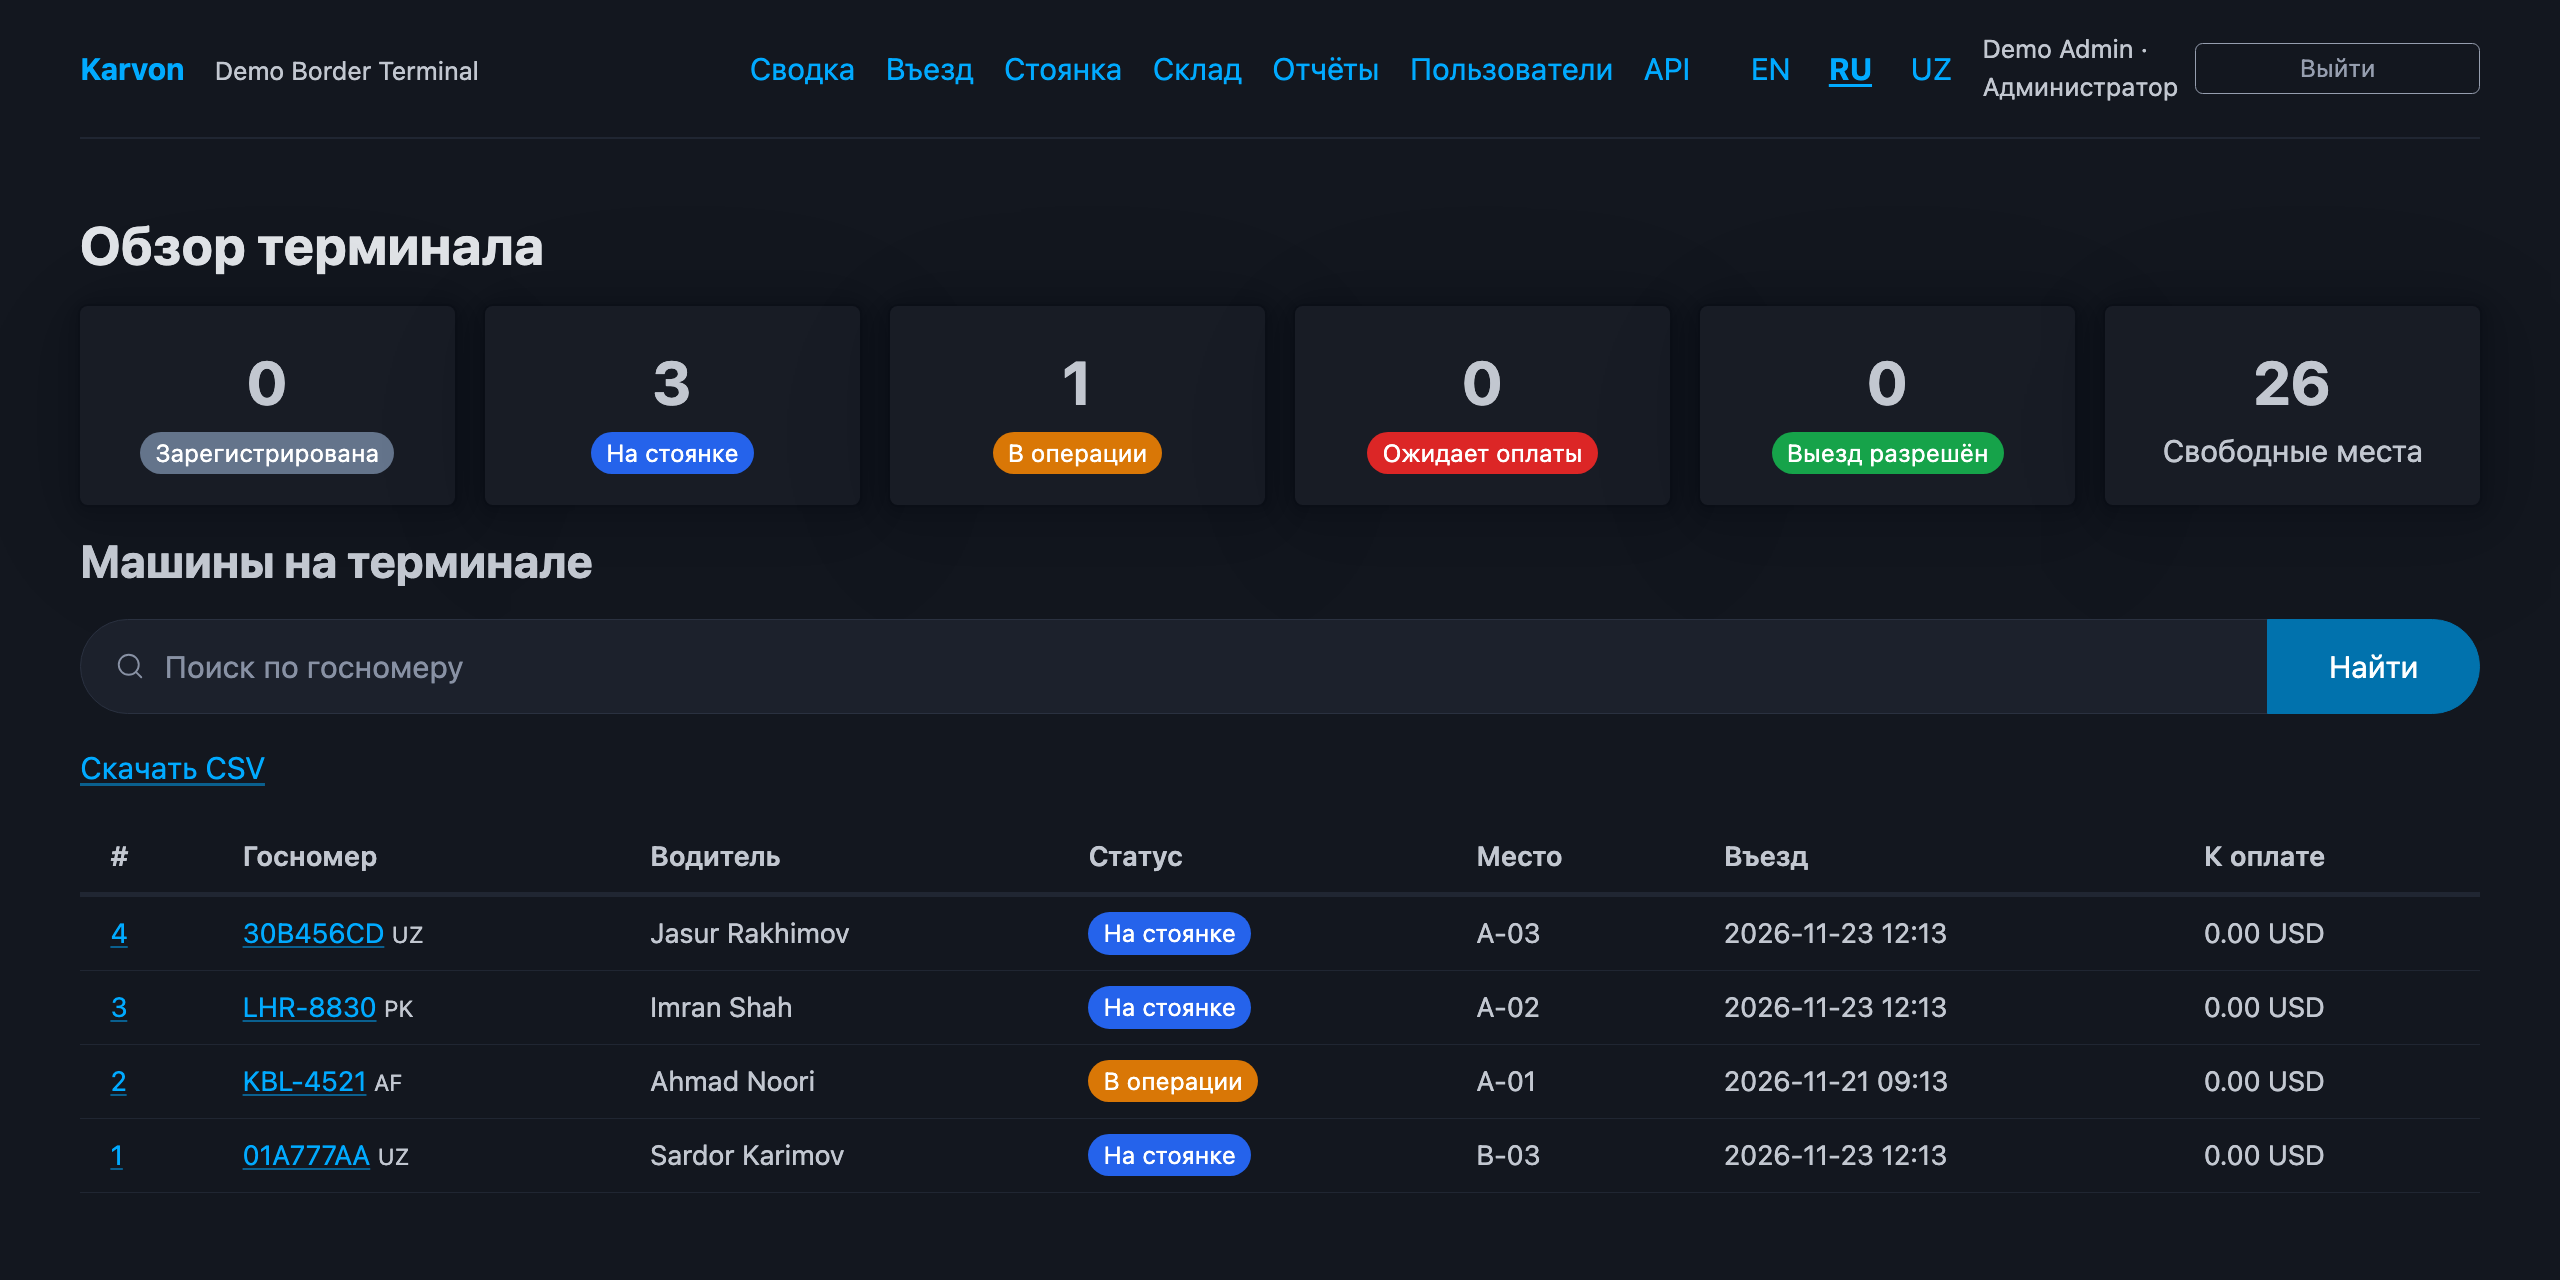 Karvon Demo Border Terminal Сводка Въезд Стоянка Склад Отчёты Пользователи API EN RU UZ Demo Admin · Администратор Выйти
Обзор терминала
0 3 1 0 0 26
Зарегистрирована На стоянке В операции Ожидает оплаты Выезд разрешён Свободные места
Машины на терминале
Поиск по госномеру Найти
Скачать CSV
# Госномер Водитель Статус Место Въезд К оплате
4 30B456CD UZ Jasur Rakhimov На стоянке A-03 2026-11-23 12:13 0.00 USD
3 LHR-8830 PK Imran Shah На стоянке A-02 2026-11-23 12:13 0.00 USD
2 KBL-4521 AF Ahmad Noori В операции A-01 2026-11-21 09:13 0.00 USD
1 01A777AA UZ Sardor Karimov На стоянке B-03 2026-11-23 12:13 0.00 USD